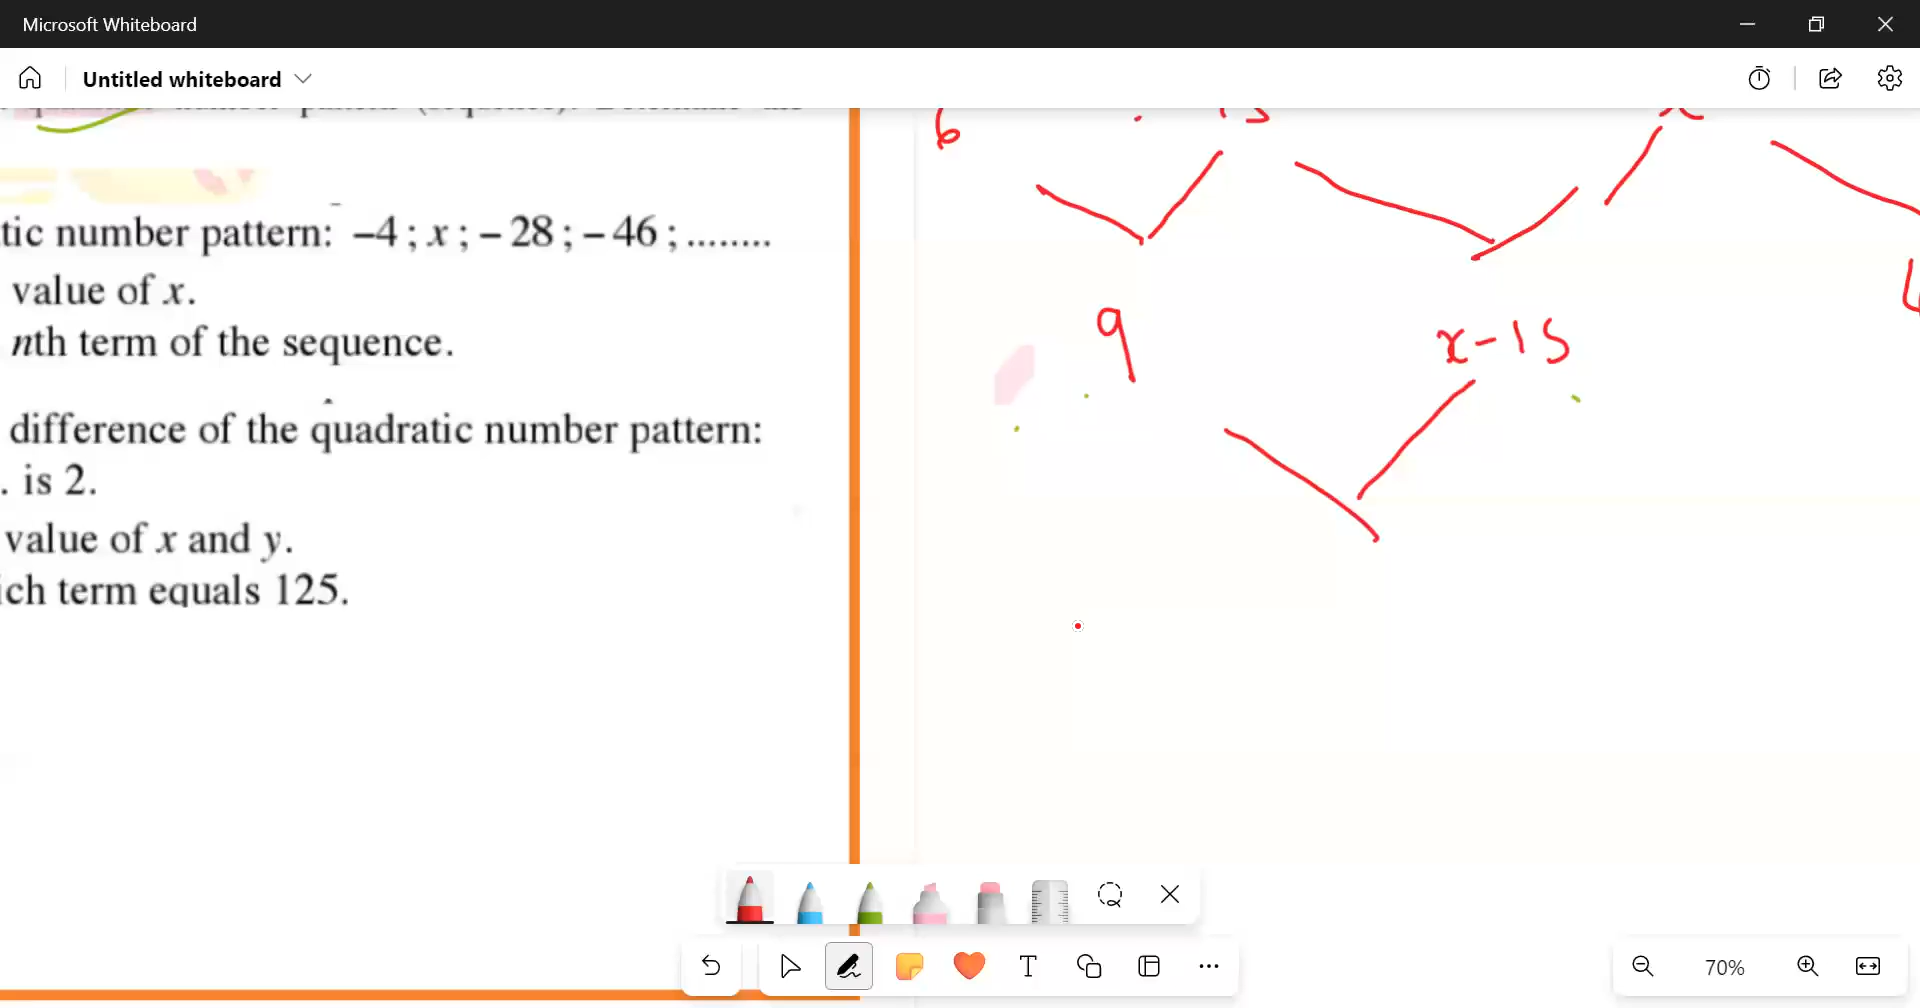 Microsoft Whiteboard
Untitled whiteboard
tic number pattern: −4 ; x ; − 28 ; − 46 ; ........
value of x.
nth term of the sequence.
difference of the quadratic number pattern:
. is 2.
value of x and y.
ich term equals 125.
6
9
x-15
70%